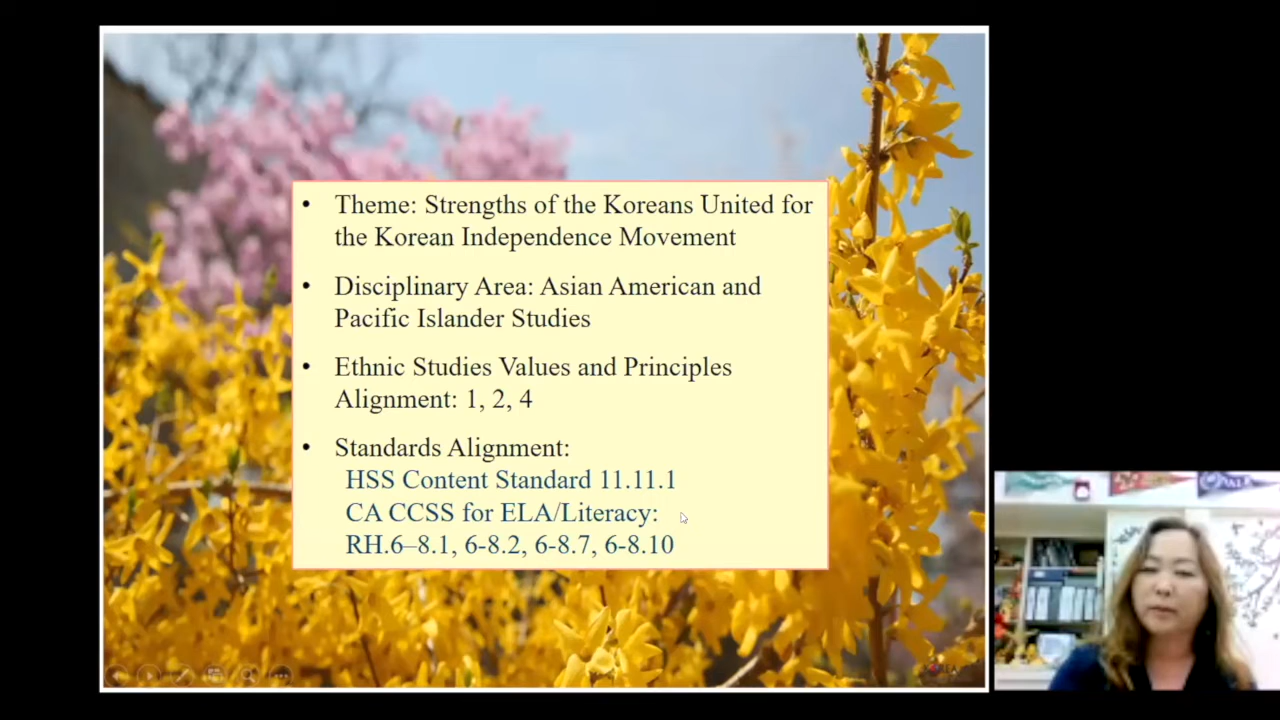 • Theme: Strengths of the Koreans United for
the Korean Independence Movement
• Disciplinary Area: Asian American and
Pacific Islander Studies
• Ethnic Studies Values and Principles
Alignment: 1, 2, 4
• Standards Alignment:
HSS Content Standard 11.11.1
CA CCSS for ELA/Literacy:
RH.6–8.1, 6-8.2, 6-8.7, 6-8.10